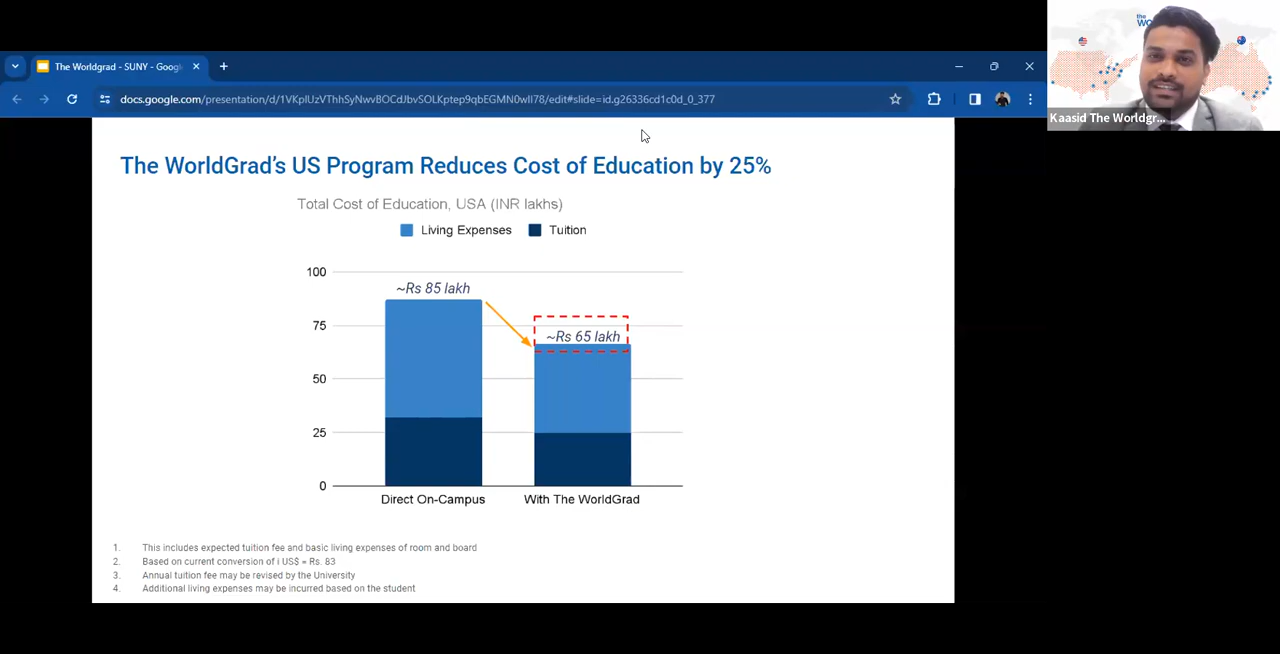 The Worldgrad - SUNY - Goog
docs.google.com/presentation/d/1VKplUzVThhSyNwvBOCdJbvSOLKptep9qbEGMN0wlI78/edit#slide=id.g26336cd1c0d_0_377
the
Kaasid The Worldgr...
The WorldGrad's US Program Reduces Cost of Education by 25%
Total Cost of Education, USA (INR lakhs)
Living Expenses Tuition
100
~Rs 85 lakh
75
~Rs 65 lakh
50
25
0
Direct On-Campus With The WorldGrad
1. This includes expected tuition fee and basic living expenses of room and board
2. Based on current conversion of i US$ = Rs. 83
3. Annual tuition fee may be revised by the University
4. Additional living expenses may be incurred based on the student